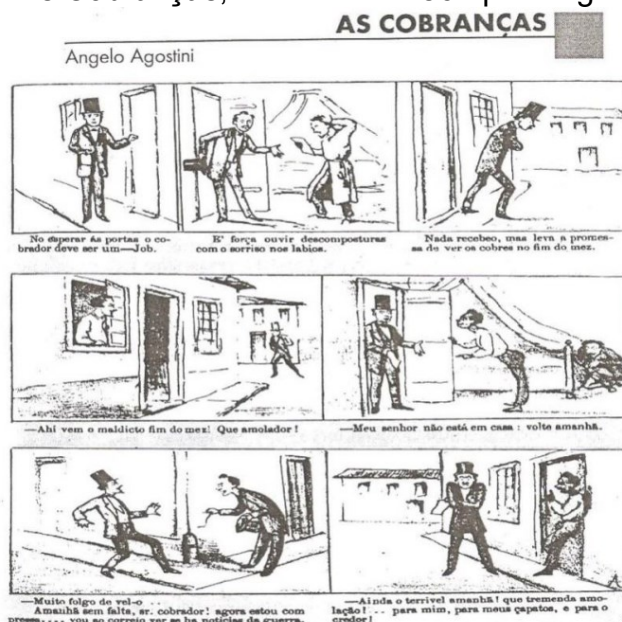 AS COBRANÇAS
Angelo Agostini
No esperar ás portas o co-
brador deve ser um—Job.
E' força ouvir descomposturas
com o sorriso nos labios.
Nada recebeo, mas leva a promes-
sa de ver os cobres no fim do mez.
—Ahi vem o maldicto fim do mez! Que amolador!
—Meu senhor não está em casa: volte amanhã.
—Muito folgo de vel-o ..
Amanhã sem falta, sr. cobrador! agora estou com
pressa.... vou ao correio ver se ha noticias da guerra.
—Ainda o terrivel amanhã! que tremenda amo-
lação!... para mim, para meus çapatos, e para o
credor!